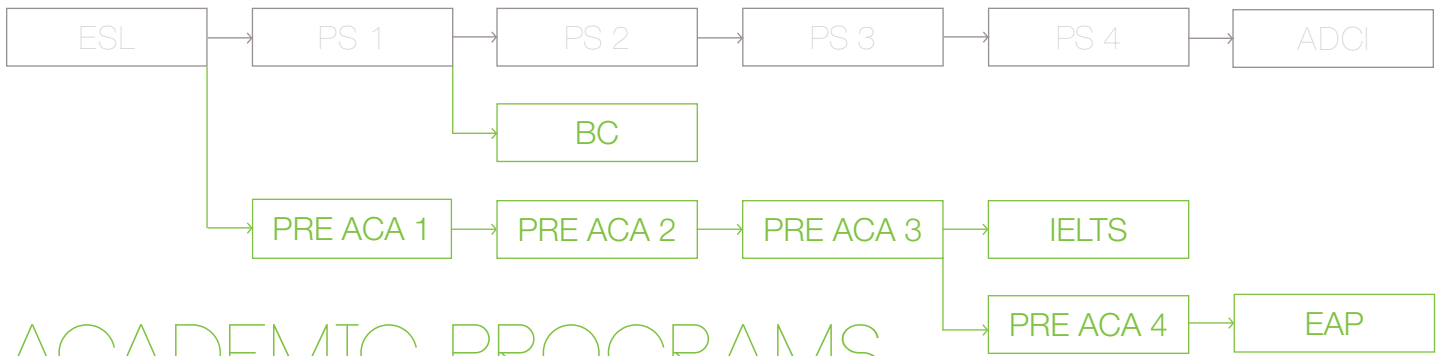 ESL PS 1 PS 2 PS 3 PS 4 ADCI
BC
PRE ACA 1 PRE ACA 2 PRE ACA 3 IELTS
PRE ACA 4 EAP
ACADEMIC PROGRAMS